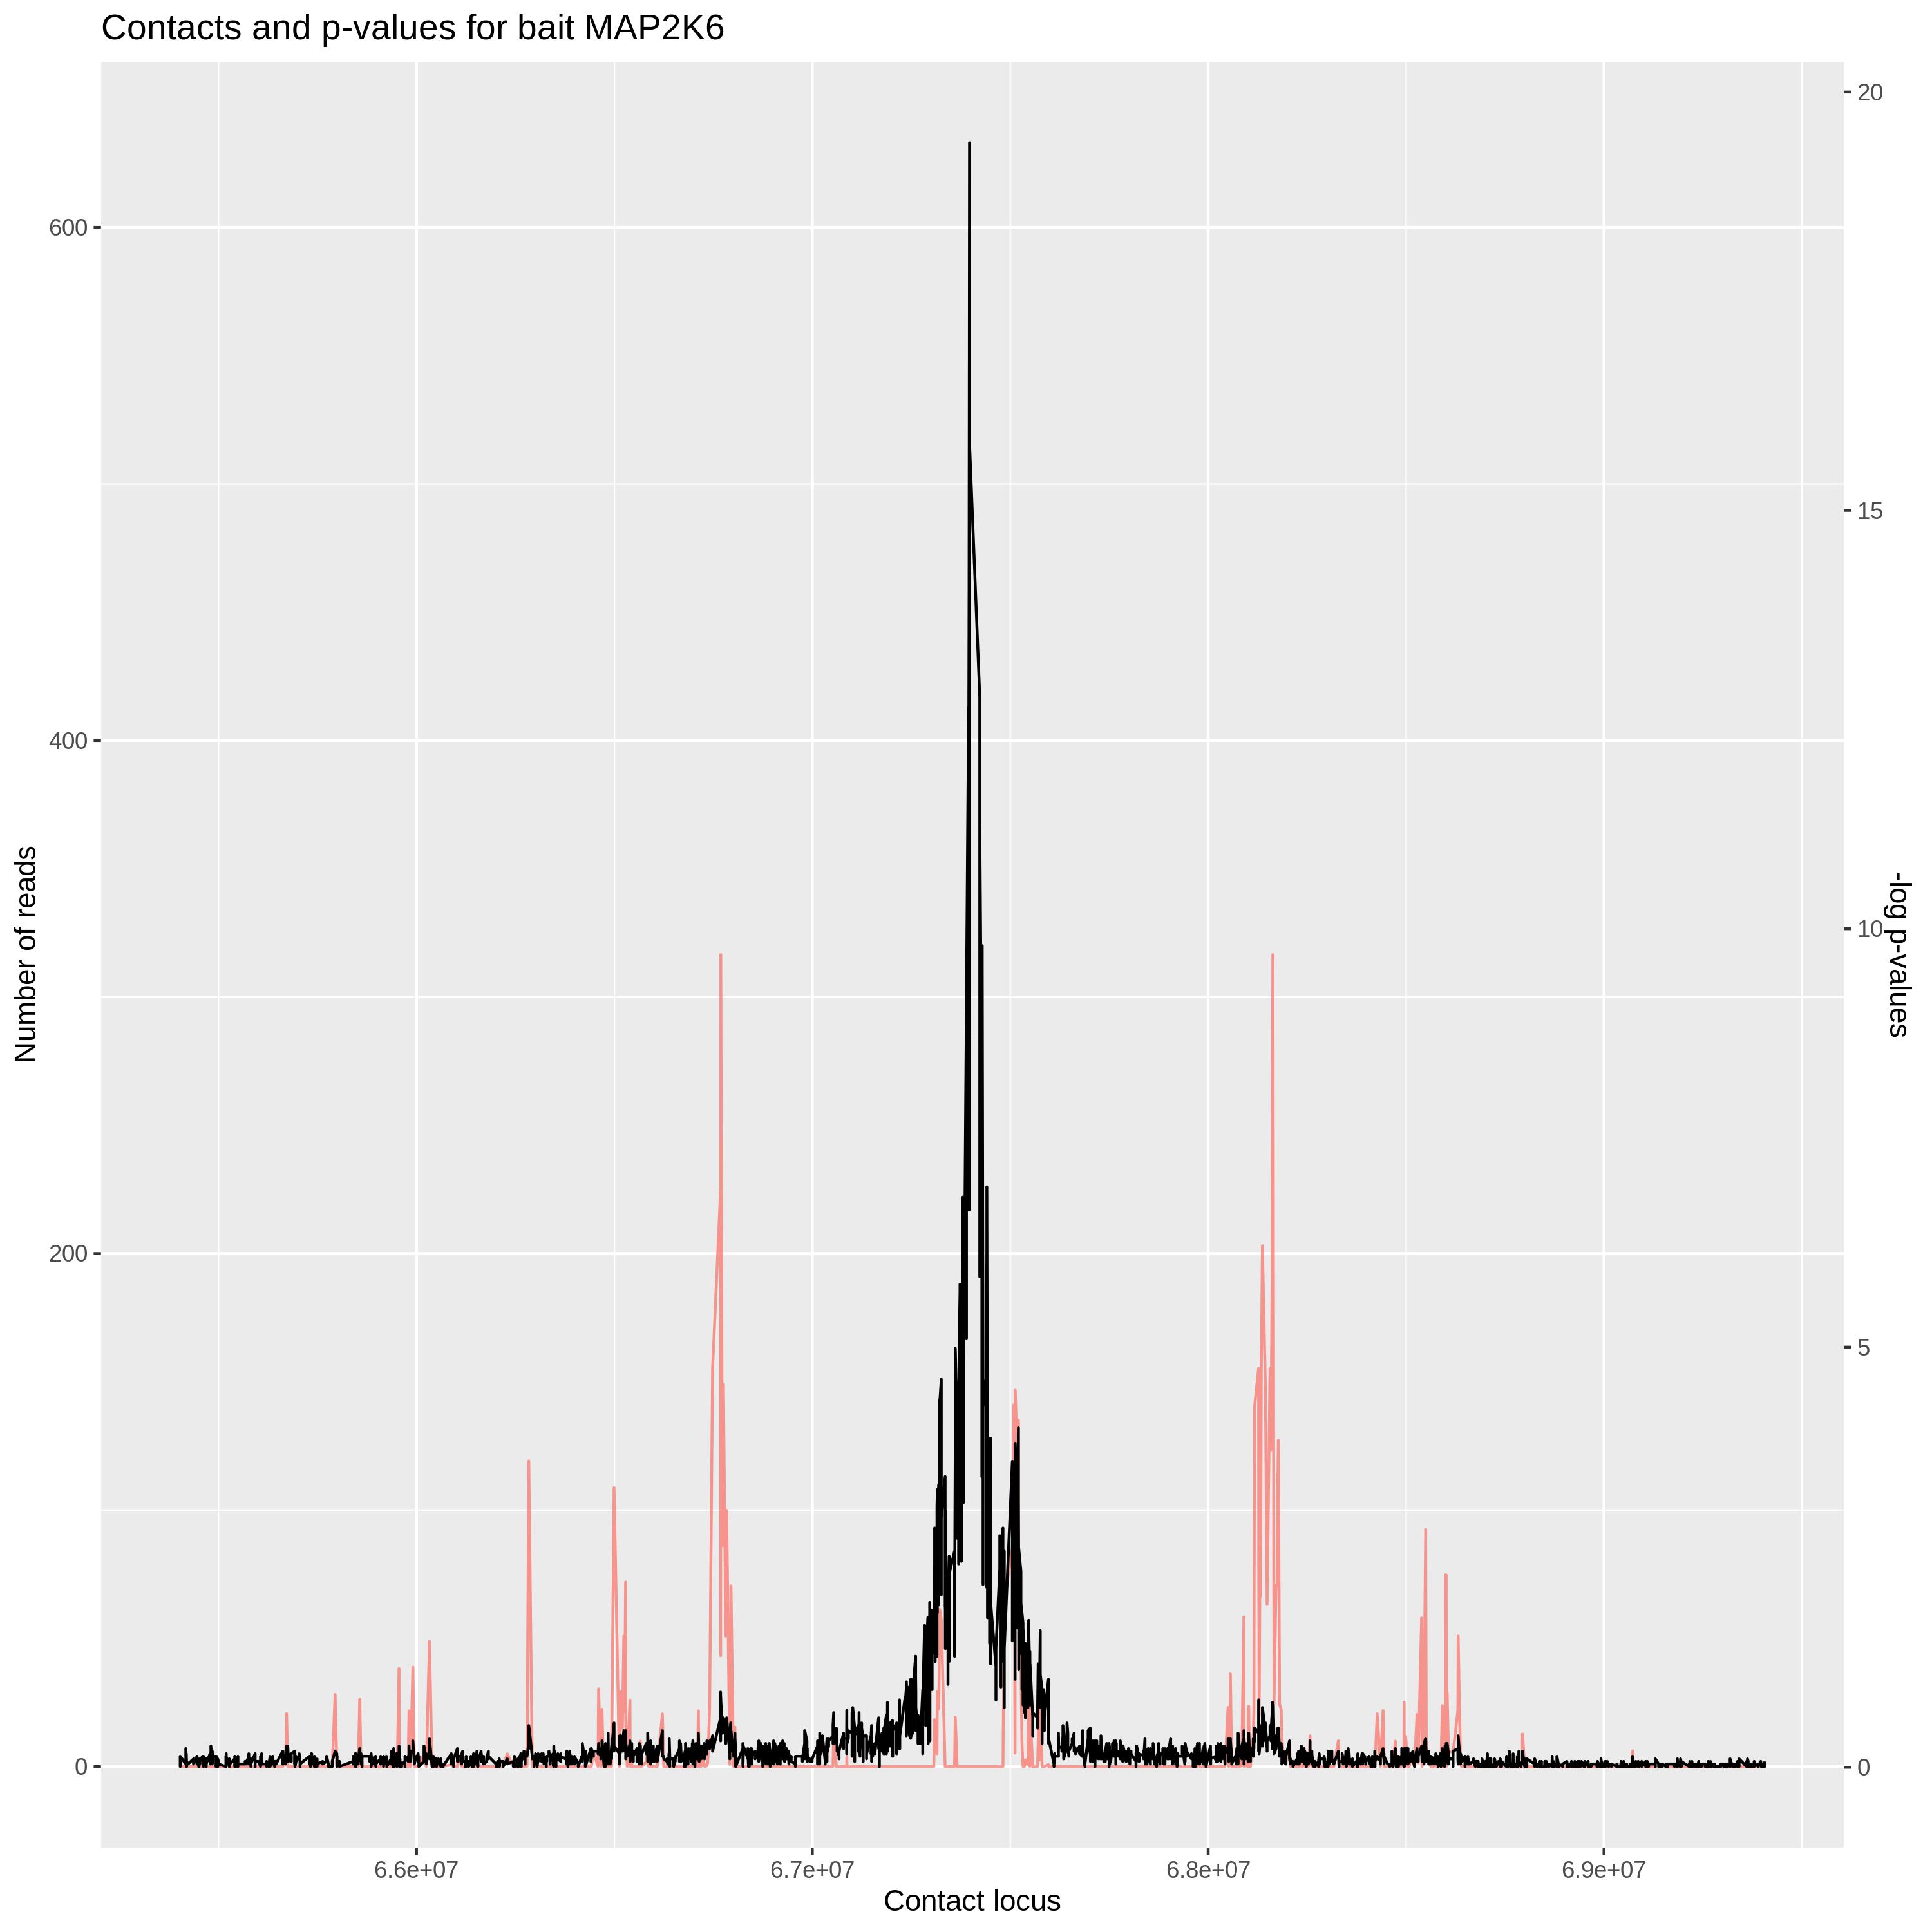 Contacts and p-values for bait MAP2K6
20
600
15
400
Number of reads
-log p-values
10
200
5
0
0
6.6e+07
6.7e+07
6.8e+07
6.9e+07
Contact locus